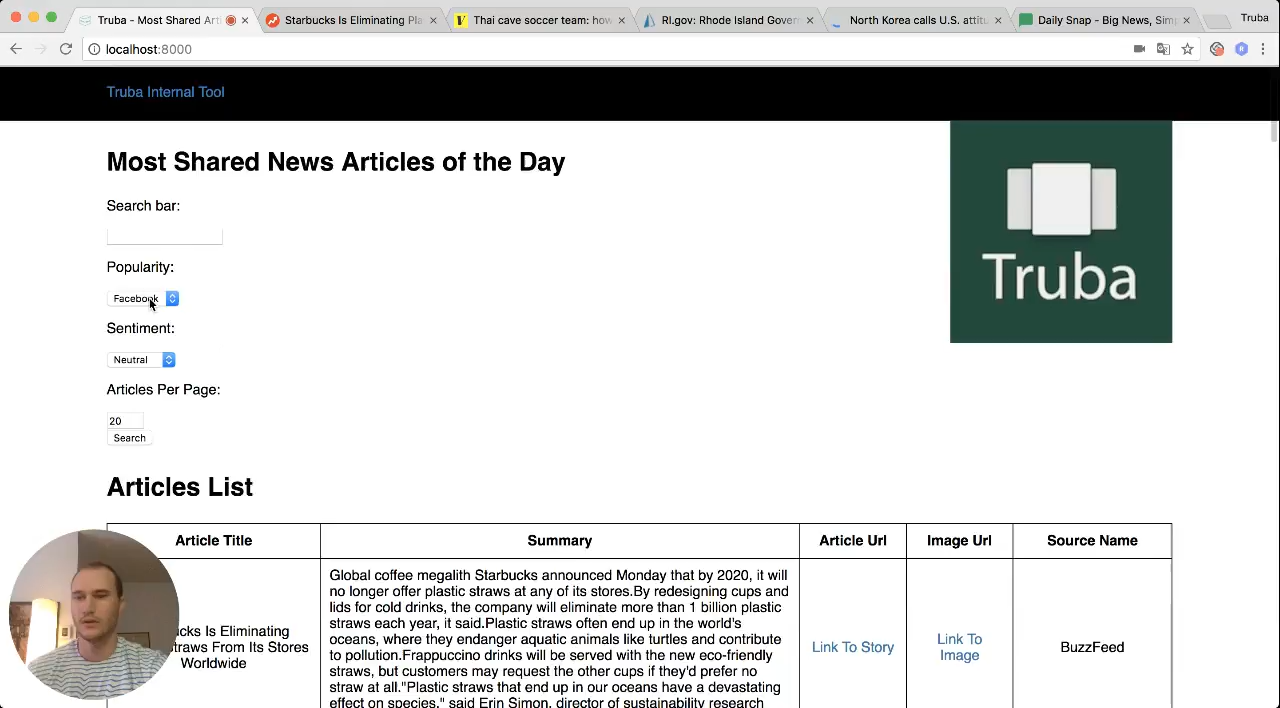 Truba - Most Shared Arti
Starbucks Is Eliminating Pla
Thai cave soccer team: how
RI.gov: Rhode Island Govern
North Korea calls U.S. attitu
Daily Snap - Big News, Sim
Truba
localhost:8000
Truba Internal Tool
Most Shared News Articles of the Day
Search bar:
Popularity:
Facebook
Sentiment:
Neutral
Articles Per Page:
20
Search
Truba
Articles List
Article Title
Summary
Article Url
Image Url
Source Name
ucks Is Eliminating
Straws From Its Stores
Worldwide
Global coffee megalith Starbucks announced Monday that by 2020, it will
no longer offer plastic straws at any of its stores.By redesigning cups and
lids for cold drinks, the company will eliminate more than 1 billion plastic
straws each year, it said.Plastic straws often end up in the world's
oceans, where they endanger aquatic animals like turtles and contribute
to pollution.Frappuccino drinks will be served with the new eco-friendly
straws, but customers may request the other cups if they'd prefer no
straw at all."Plastic straws that end up in our oceans have a devastating
effect on species," said Erin Simon, director of sustainability research
Link To Story
Link To
Image
BuzzFeed